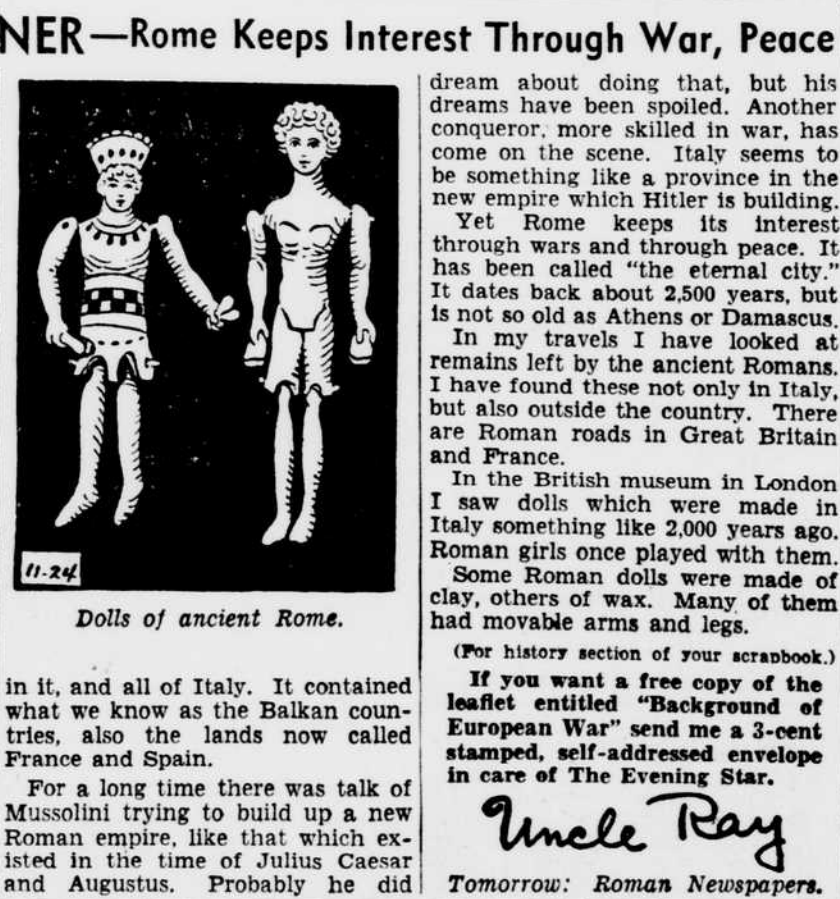 NER—Rome Keeps Interest Through War, Peace
11-24
Dolls of ancient Rome.
in it, and all of Italy. It contained
what we know as the Balkan coun-
tries, also the lands now called
France and Spain.
For a long time there was talk of
Mussolini trying to build up a new
Roman empire, like that which ex-
isted in the time of Julius Caesar
and Augustus. Probably he did
dream about doing that, but his
dreams have been spoiled. Another
conqueror, more skilled in war, has
come on the scene. Italy seems to
be something like a province in the
new empire which Hitler is building.
Yet Rome keeps its interest
through wars and through peace. It
has been called "the eternal city."
It dates back about 2,500 years, but
is not so old as Athens or Damascus.
In my travels I have looked at
remains left by the ancient Romans.
I have found these not only in Italy,
but also outside the country. There
are Roman roads in Great Britain
and France.
In the British museum in London
I saw dolls which were made in
Italy something like 2,000 years ago.
Roman girls once played with them.
Some Roman dolls were made of
clay, others of wax. Many of them
had movable arms and legs.
(For history section of your scrapbook.)
If you want a free copy of the
leaflet entitled "Background of
European War" send me a 3-cent
stamped, self-addressed envelope
in care of The Evening Star.
Uncle Ray
Tomorrow: Roman Newspapers.